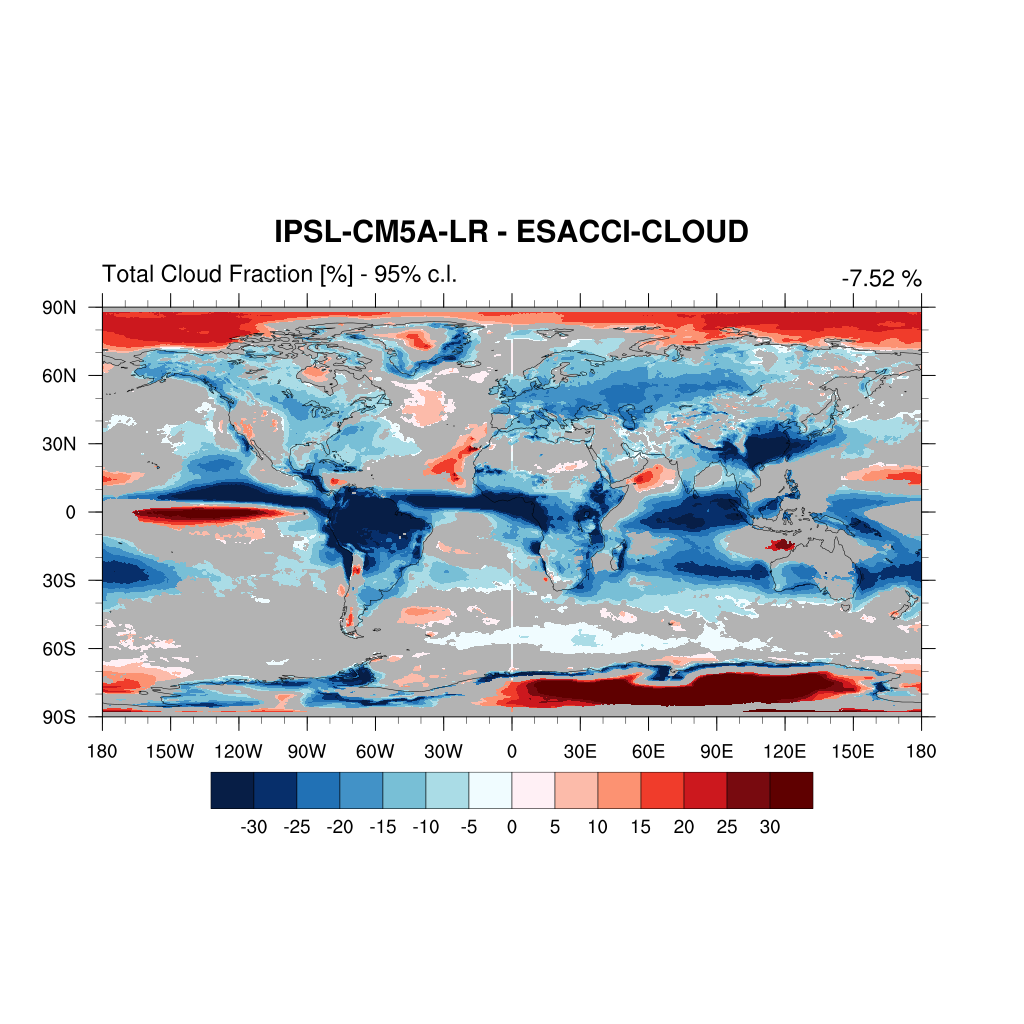 IPSL-CM5A-LR - ESACCI-CLOUD
Total Cloud Fraction [%] - 95% c.l.
-7.52 %
90N
60N
30N
0
30S
60S
90S
180 150W 120W 90W 60W 30W 0 30E 60E 90E 120E 150E 180
-30 -25 -20 -15 -10 -5 0 5 10 15 20 25 30